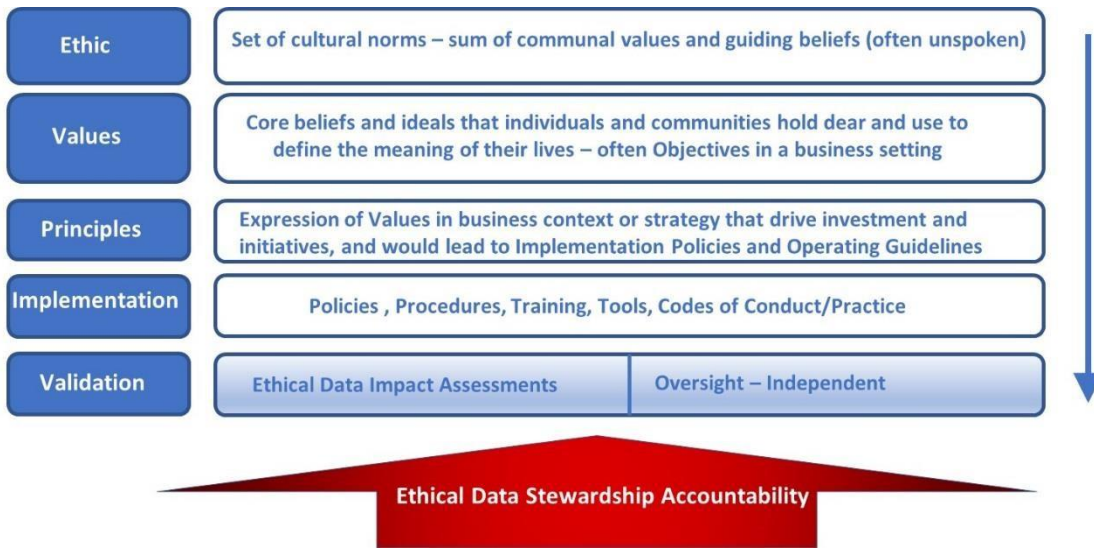 Ethic
Set of cultural norms – sum of communal values and guiding beliefs (often unspoken)
Values
Core beliefs and ideals that individuals and communities hold dear and use to
define the meaning of their lives – often Objectives in a business setting
Principles
Expression of Values in business context or strategy that drive investment and
initiatives, and would lead to Implementation Policies and Operating Guidelines
Implementation
Policies , Procedures, Training, Tools, Codes of Conduct/Practice
Validation
Ethical Data Impact Assessments
Oversight – Independent
Ethical Data Stewardship Accountability